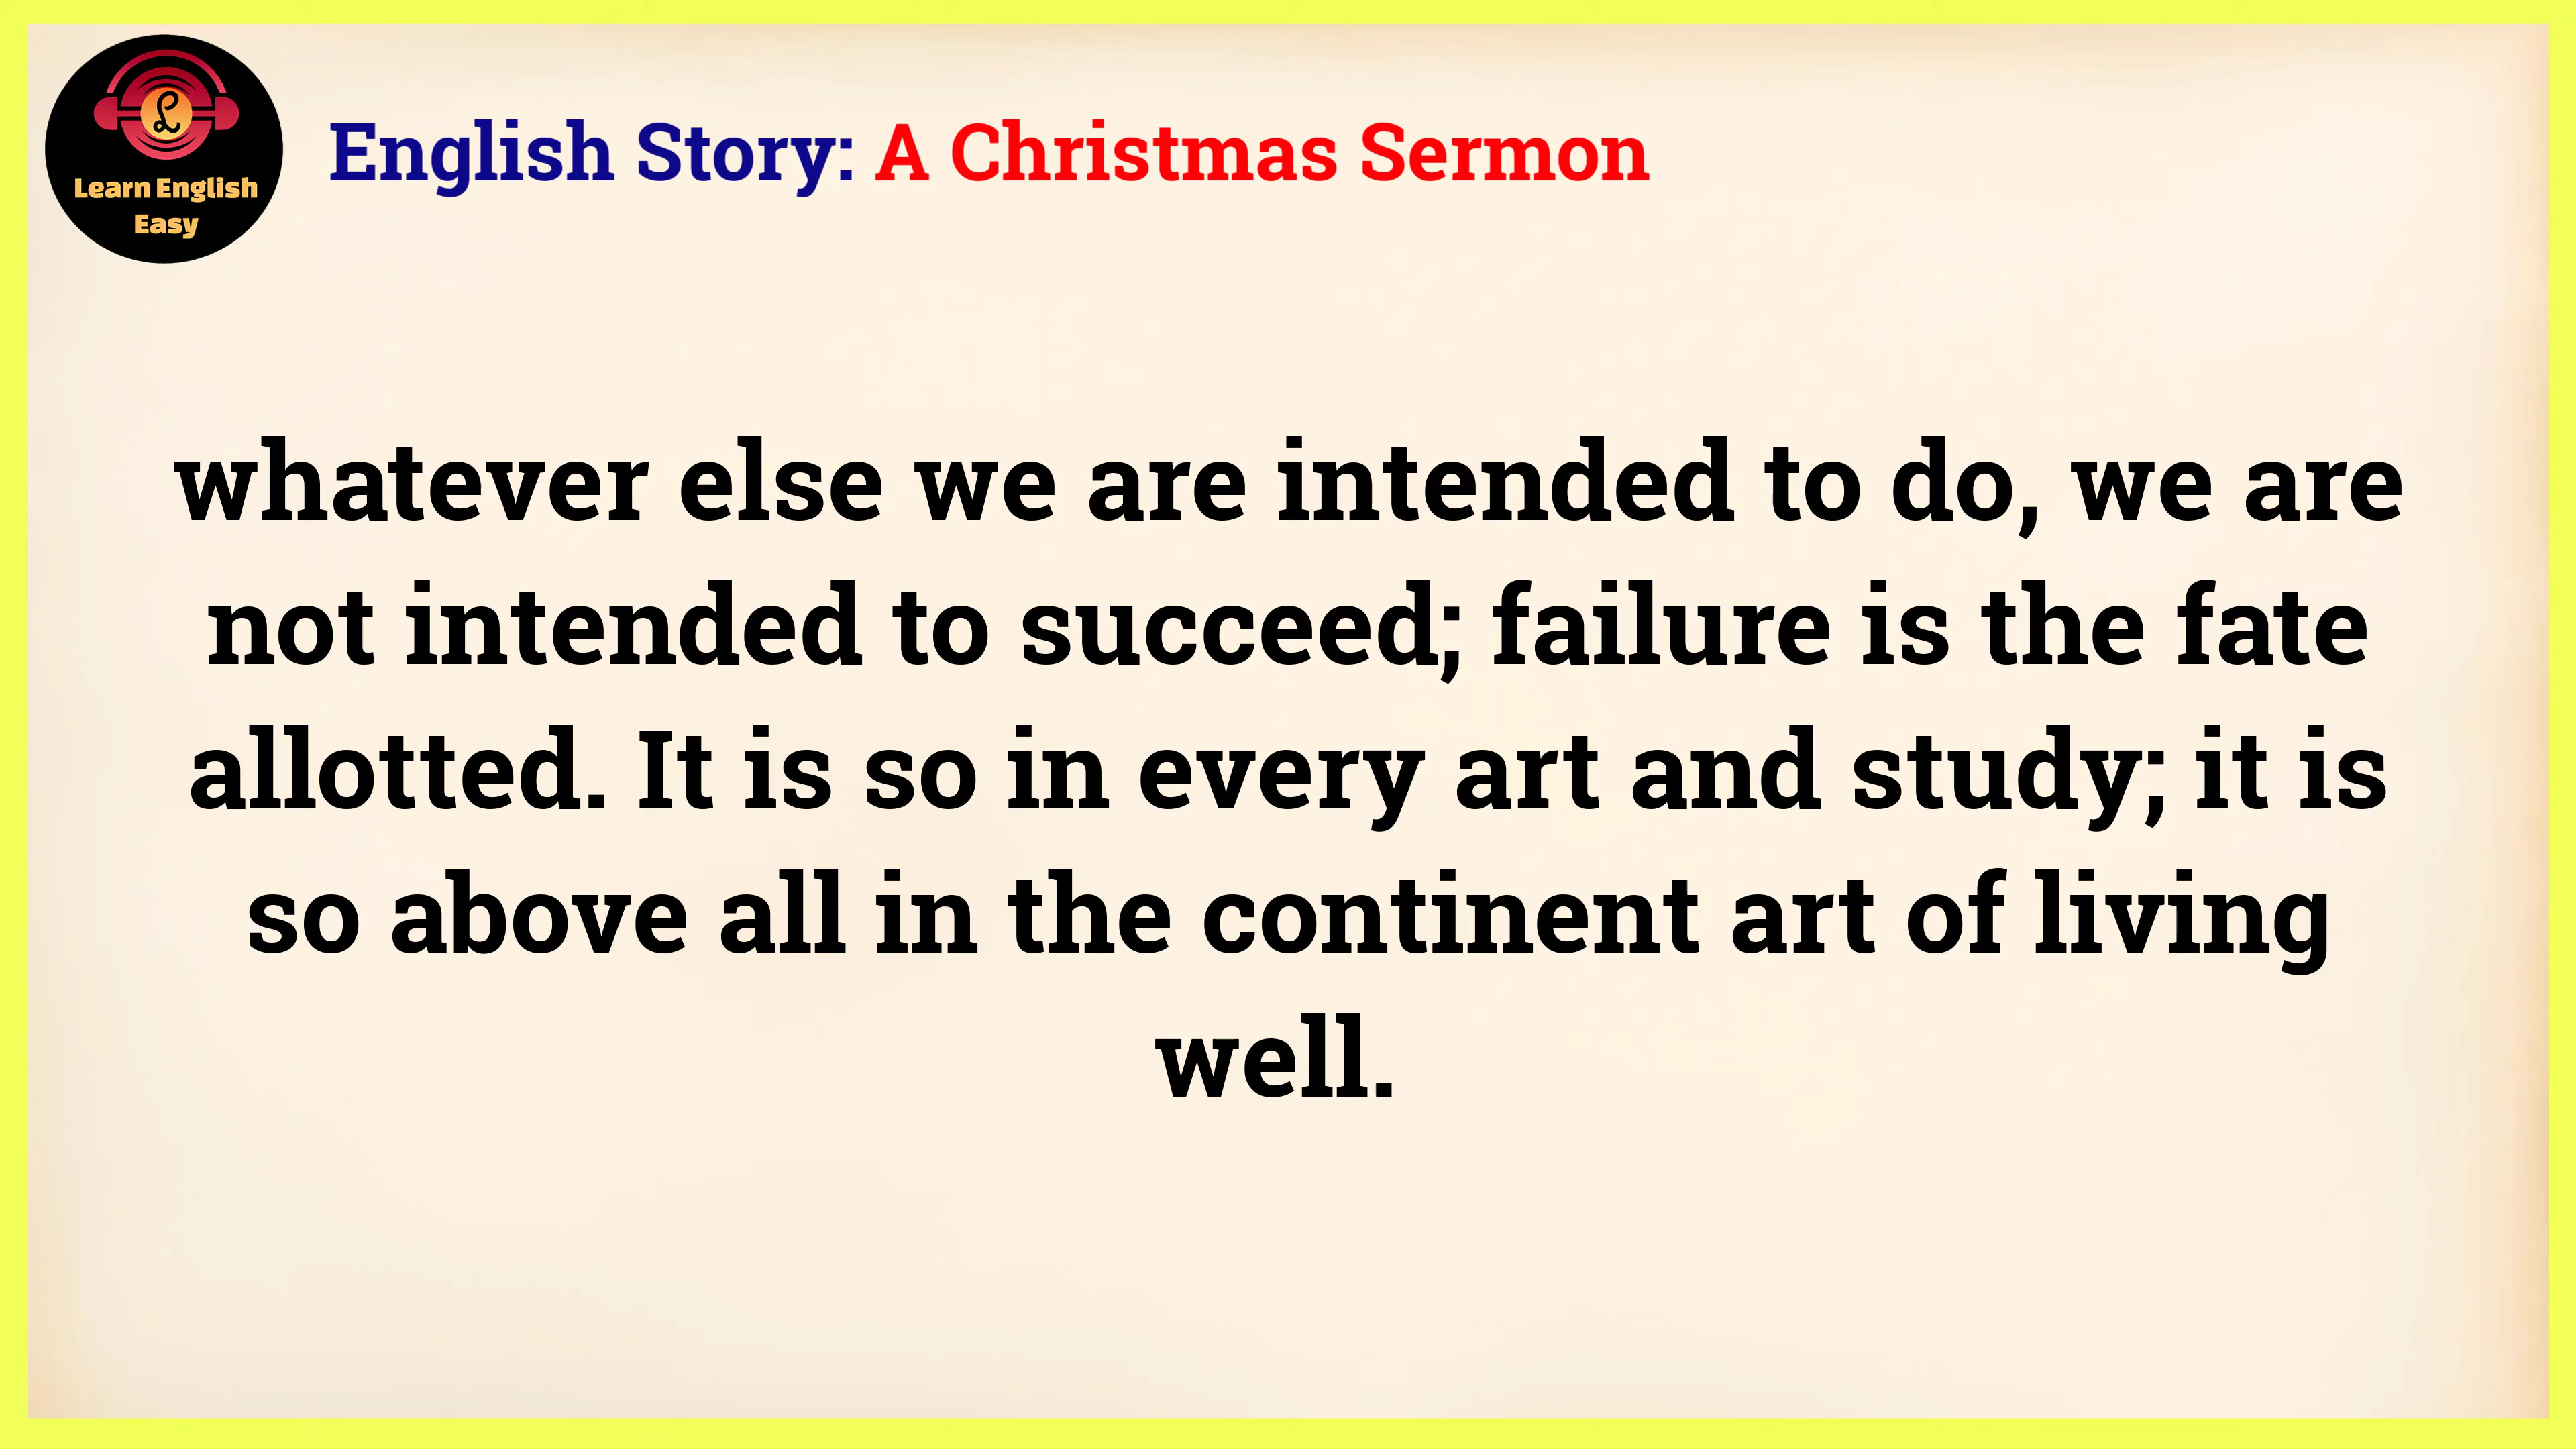 Learn English
Easy
English Story: A Christmas Sermon
whatever else we are intended to do, we are
not intended to succeed; failure is the fate
allotted. It is so in every art and study; it is
so above all in the continent art of living
well.